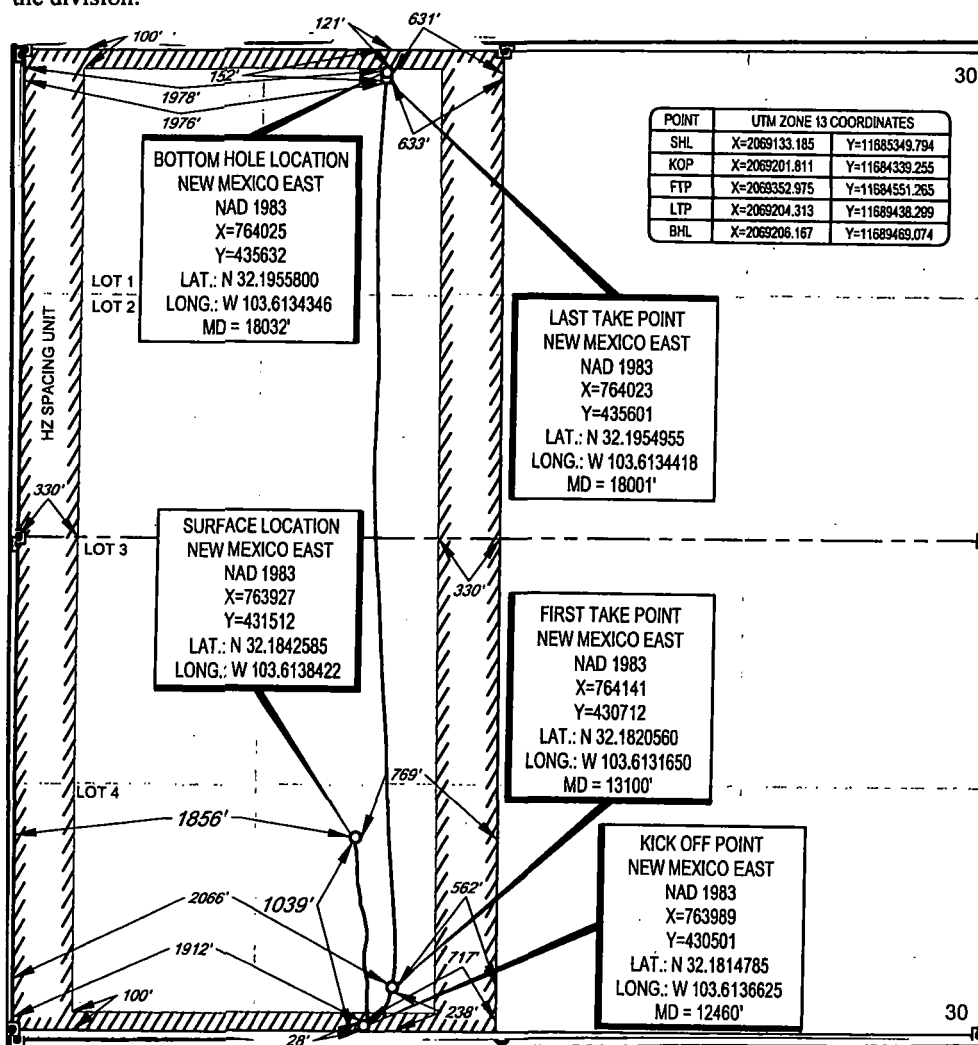 the division.
100'
121'
631'
152'
1978'
1976'
633'
30
POINT UTM ZONE 13 COORDINATES
SHL X=2069133.185 Y=11685349.794
KOP X=2069201.811 Y=11684339.255
FTP X=2069352.975 Y=11684551.265
LTP X=2069204.313 Y=11689438.299
BHL X=2069206.167 Y=11689469.074
BOTTOM HOLE LOCATION
NEW MEXICO EAST
NAD 1983
X=764025
Y=435632
LAT.: N 32.1955800
LONG.: W 103.6134346
MD = 18032'
LOT 1
LOT 2
HZ SPACING UNIT
LAST TAKE POINT
NEW MEXICO EAST
NAD 1983
X=764023
Y=435601
LAT.: N 32.1954955
LONG.: W 103.6134418
MD = 18001'
330'
LOT 3
330'
SURFACE LOCATION
NEW MEXICO EAST
NAD 1983
X=763927
Y=431512
LAT.: N 32.1842585
LONG.: W 103.6138422
FIRST TAKE POINT
NEW MEXICO EAST
NAD 1983
X=764141
Y=430712
LAT.: N 32.1820560
LONG.: W 103.6131650
MD = 13100'
LOT 4
769'
1856'
2066'
1039'
562'
1912'
717'
100'
238'
28'
KICK OFF POINT
NEW MEXICO EAST
NAD 1983
X=763989
Y=430501
LAT.: N 32.1814785
LONG.: W 103.6136625
MD = 12460'
30